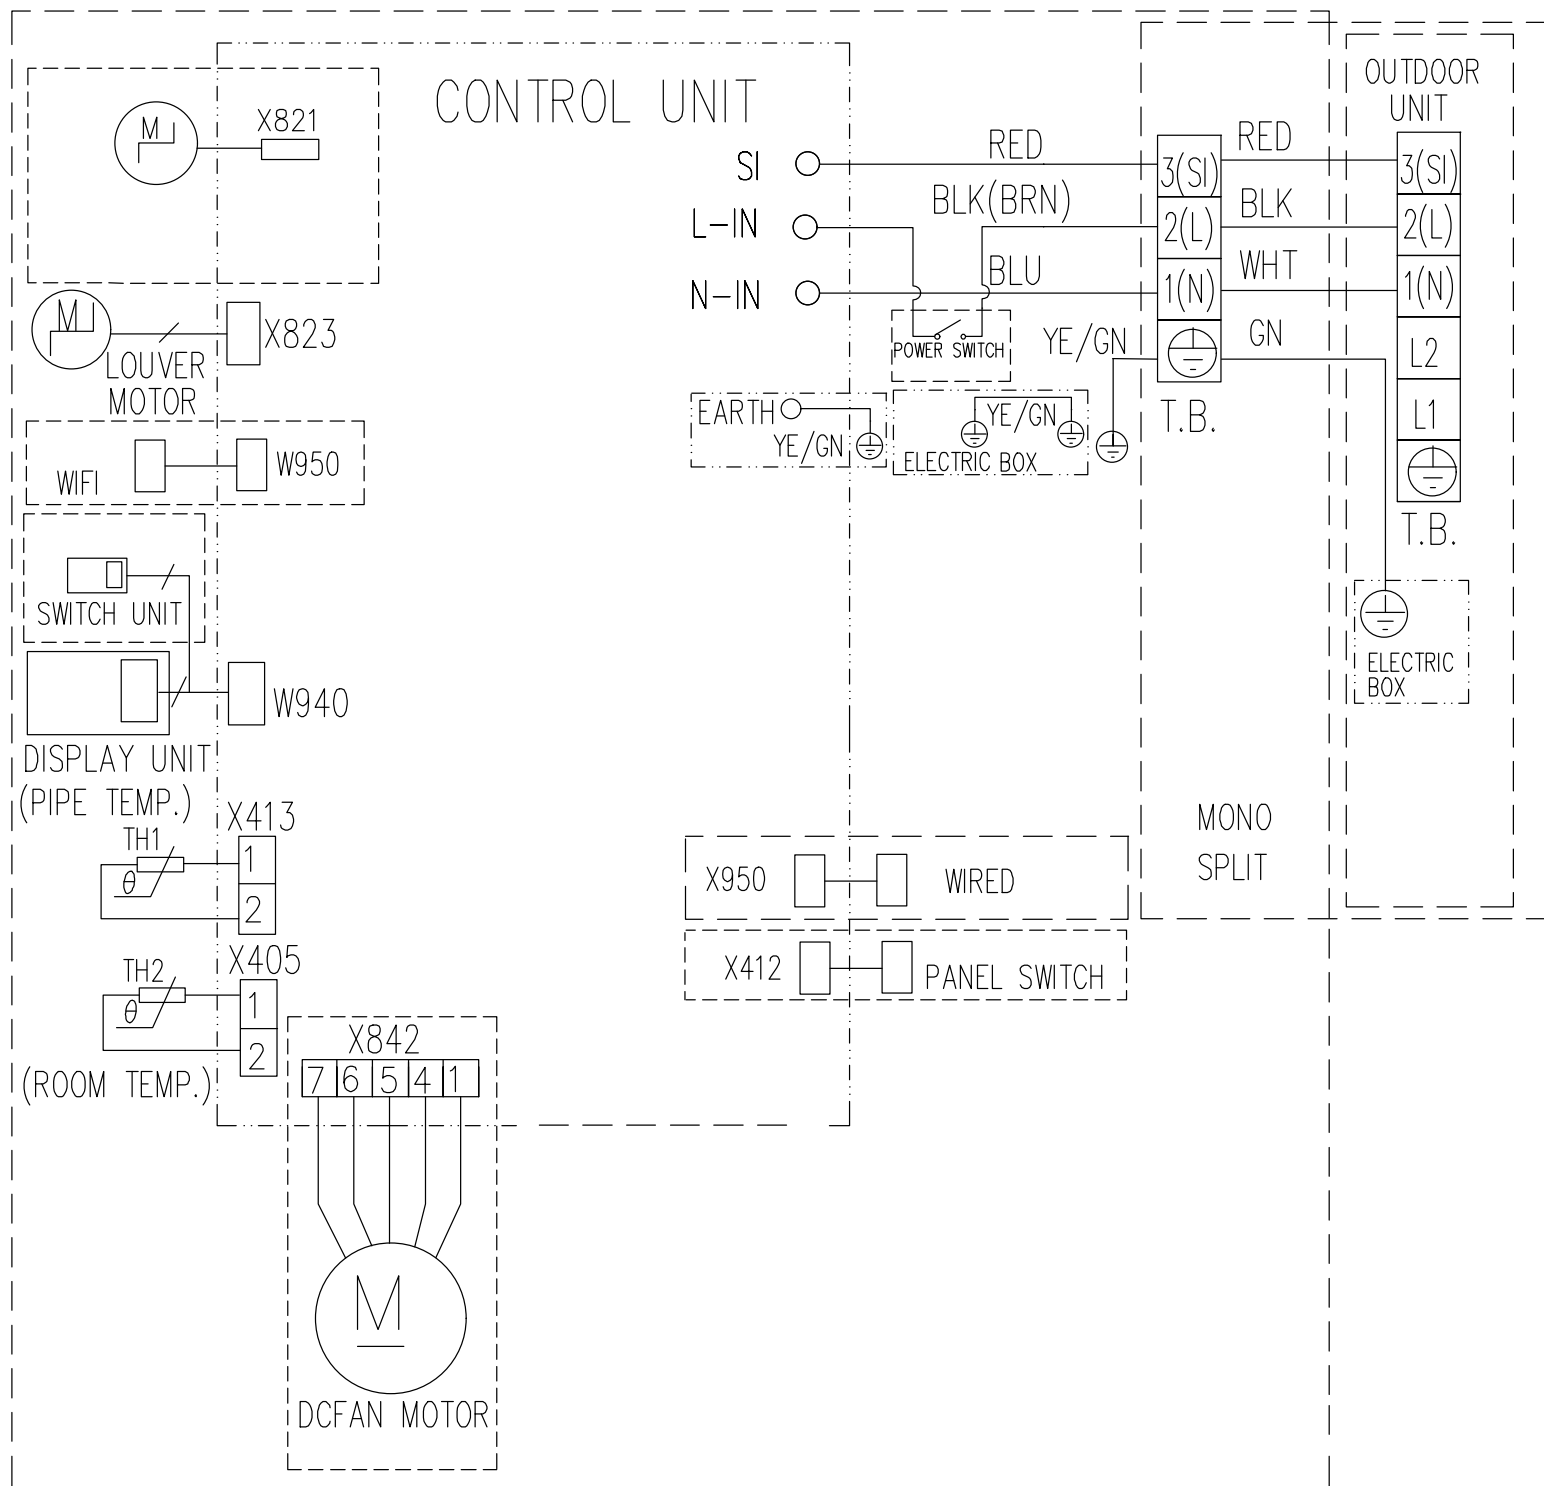 CONTROL UNIT
M
X821
M
X823
LOUVER
MOTOR
WIFI
W950
SWITCH UNIT
W940
DISPLAY UNIT
(PIPE TEMP.)
X413
TH1
θ
1
2
X405
TH2
θ
1
2
(ROOM TEMP.)
X842
7 6 5 4 1
M
DCFAN MOTOR
SI
L-IN
N-IN
RED
BLK(BRN)
BLU
POWER SWITCH
EARTH
YE/GN
YE/GN
ELECTRIC BOX
YE/GN
3(SI)
2(L)
1(N)
T.B.
RED
BLK
WHT
GN
OUTDOOR
UNIT
3(SI)
2(L)
1(N)
L2
L1
T.B.
ELECTRIC
BOX
MONO
SPLIT
X950
WIRED
X412
PANEL SWITCH